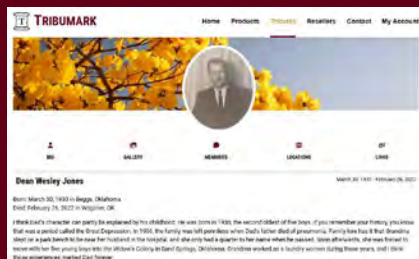 TRIBUMARK
Home Products Tributes Resellers Contact My Account
BIO GALLERY MEMORIES LOCATIONS LINKS
Dean Wesley Jones
March 30, 1930 - February 26, 2022
Born: March 30, 1930 in Beggs, Oklahoma
Died: February 26, 2022 in Wagoner, OK
I think Dad's character can partly be explained by his childhood. He was born in 1930, the second oldest of five boys. If you remember your history, you know
that was a period called the Great Depression. In 1936, the family was left penniless when Dad's father died of pneumonia. Family lore has it that Grandma
slept on a park bench to be near her husband in the hospital, and she only had a quarter to her name when he passed. Soon afterwards, she was forced to
move with her five young boys into the Widow's Colony in Sand Springs, Oklahoma. Grandma worked as a laundry women during those years, and I think
those experiences marked Dad forever.